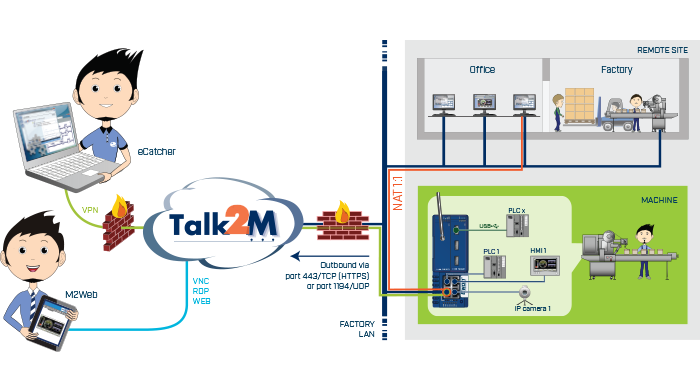 REMOTE SITE
Office
Factory
eCatcher
VPN
NAT 1:1
MACHINE
PLC x
USB
Talk2M
PLC 1
HMI 1
Outbound via
port 443/TCP (HTTPS)
or port 1194/UDP
VNC
RDP
WEB
M2Web
IP camera 1
FACTORY
LAN